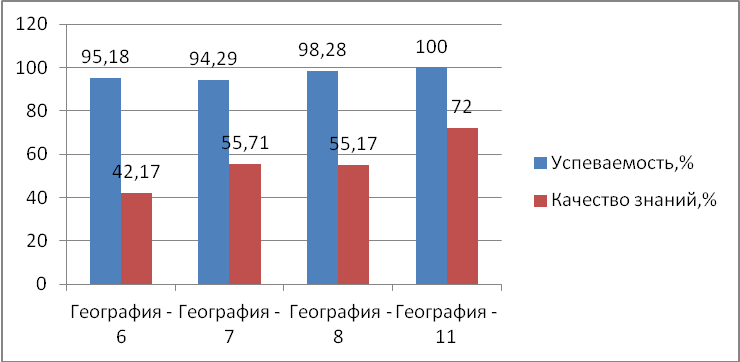 120
100
80
60
40
20
0
95,18
94,29
98,28
100
42,17
55,71
55,17
72
География - 6
География - 7
География - 8
География - 11
Успеваемость,%
Качество знаний,%